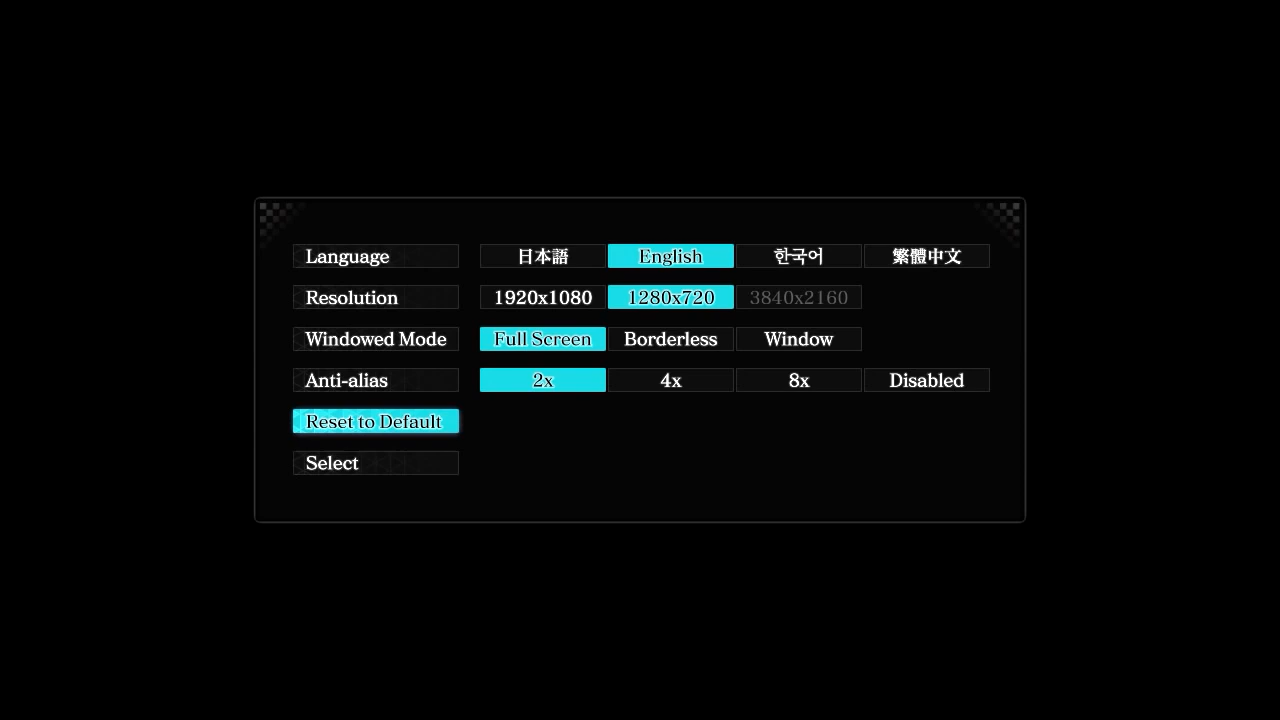 Language 日本語 English 한국어 繁體中文
Resolution 1920x1080 1280x720 3840x2160
Windowed Mode Full Screen Borderless Window
Anti-alias 2x 4x 8x Disabled
Reset to Default
Select